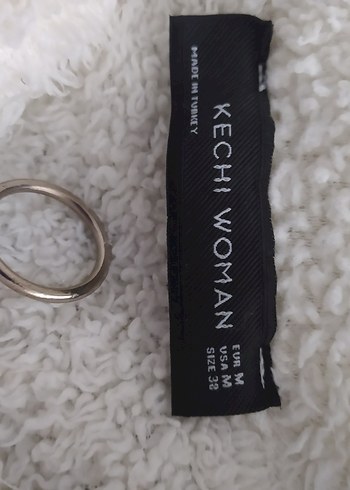 KECHI WOMAN
MADE IN TURKEY
EUR M
USA M
SIZE 38